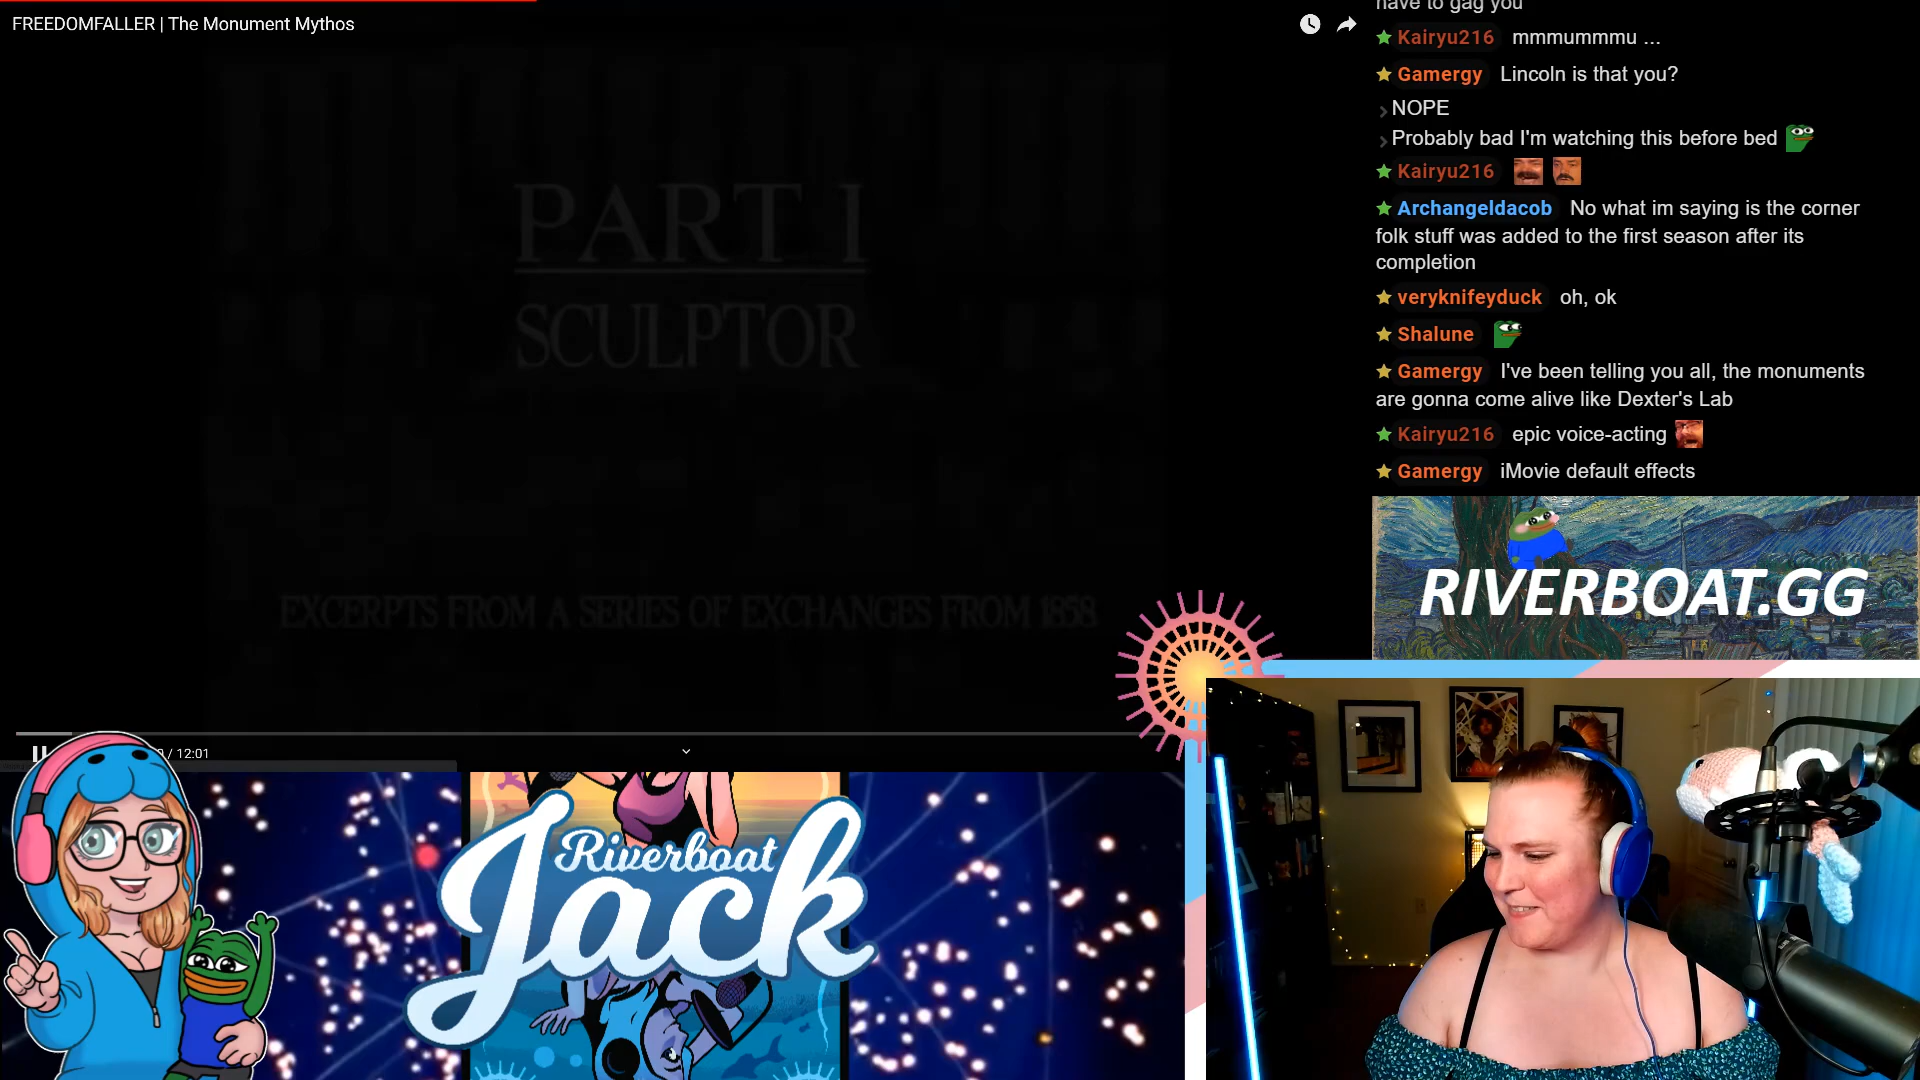 FREEDOMFALLER | The Monument Mythos
PART 1
SCULPTOR
EXCERPTS FROM A SERIES OF EXCHANGES FROM 1858
/ 12:01
have to gag you
Kairyu216 mmmummmu ...
Gamergy Lincoln is that you?
NOPE
Probably bad I'm watching this before bed
Kairyu216
Archangeldacob No what im saying is the corner
folk stuff was added to the first season after its
completion
veryknifeyduck oh, ok
Shalune
Gamergy I've been telling you all, the monuments
are gonna come alive like Dexter's Lab
Kairyu216 epic voice-acting
Gamergy iMovie default effects
RIVERBOAT.GG
Riverboat
Jack